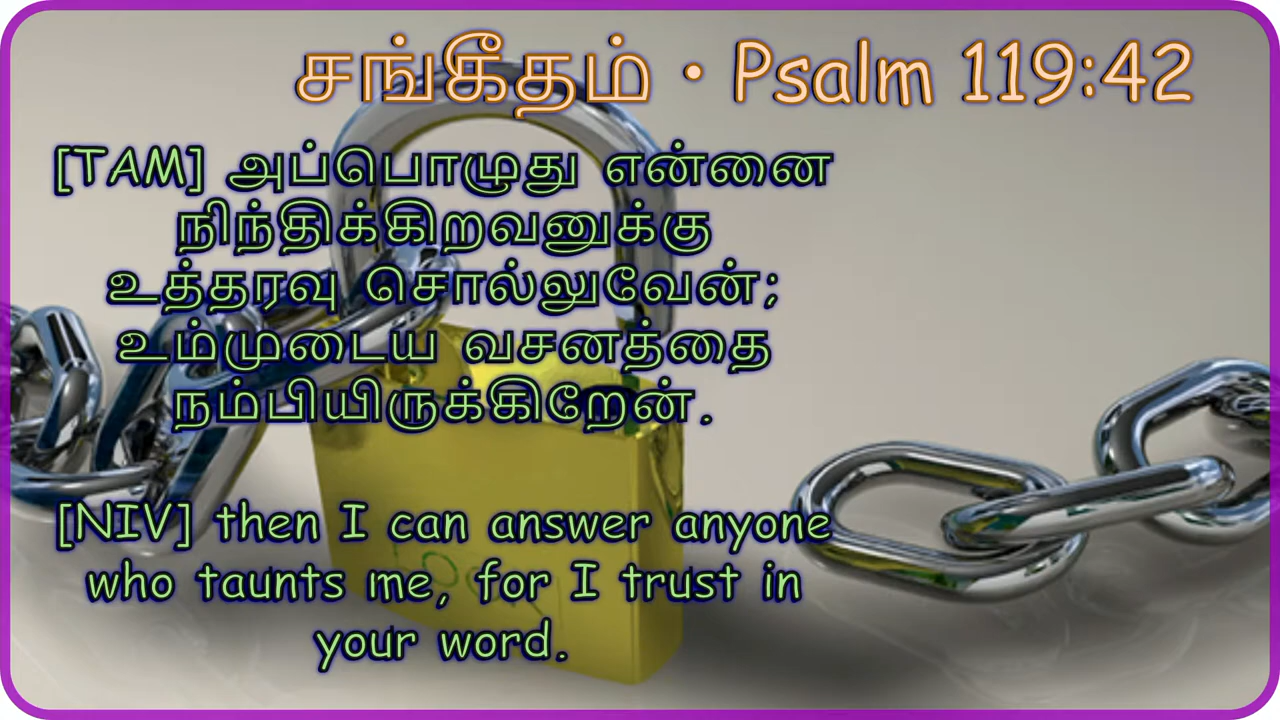 சங்கீதம் • Psalm 119:42
[TAM] அப்பொழுது என்னை
நிந்திக்கிறவனுக்கு
உத்தரவு சொல்லுவேன்;
உம்முடைய வசனத்தை
நம்பியிருக்கிறேன்.
[NIV] then I can answer anyone
who taunts me, for I trust in
your word.